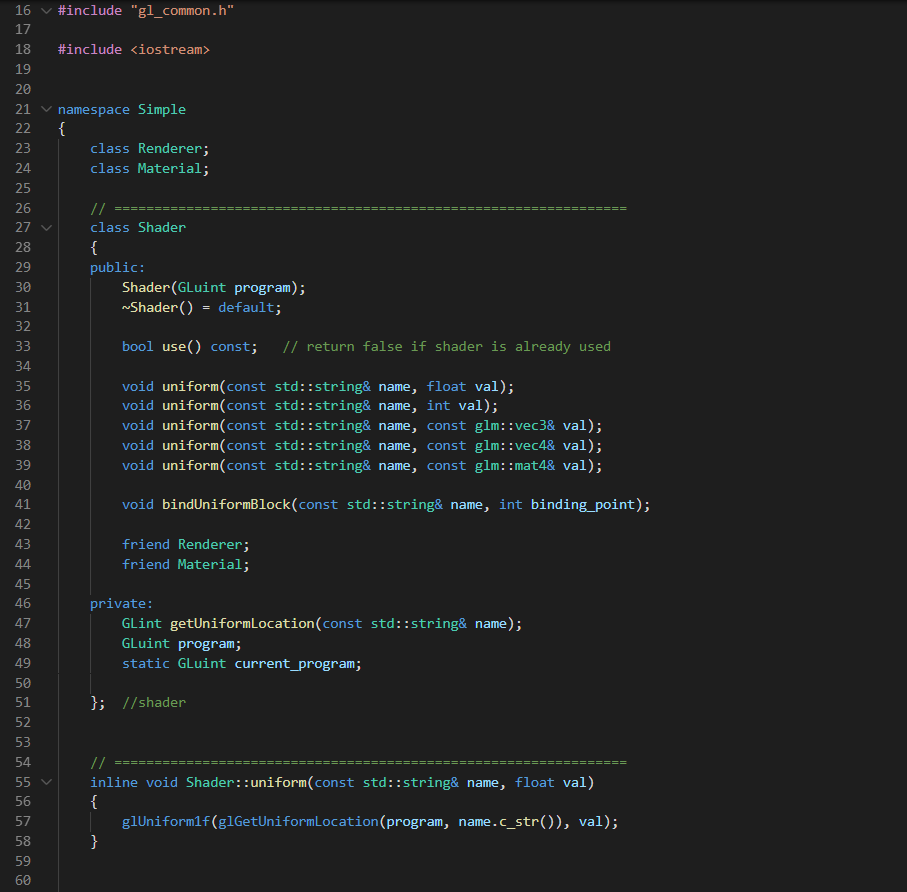 16 #include "gl_common.h"
17
18 #include <iostream>
19
20
21 namespace Simple
22 {
23     class Renderer;
24     class Material;
25
26     // ================================================================
27     class Shader
28     {
29     public:
30         Shader(GLuint program);
31         ~Shader() = default;
32
33         bool use() const;   // return false if shader is already used
34
35         void uniform(const std::string& name, float val);
36         void uniform(const std::string& name, int val);
37         void uniform(const std::string& name, const glm::vec3& val);
38         void uniform(const std::string& name, const glm::vec4& val);
39         void uniform(const std::string& name, const glm::mat4& val);
40
41         void bindUniformBlock(const std::string& name, int binding_point);
42
43         friend Renderer;
44         friend Material;
45
46     private:
47         GLint getUniformLocation(const std::string& name);
48         GLuint program;
49         static GLuint current_program;
50
51     };  //shader
52
53
54     // ================================================================
55     inline void Shader::uniform(const std::string& name, float val)
56     {
57         glUniform1f(glGetUniformLocation(program, name.c_str()), val);
58     }
59
60